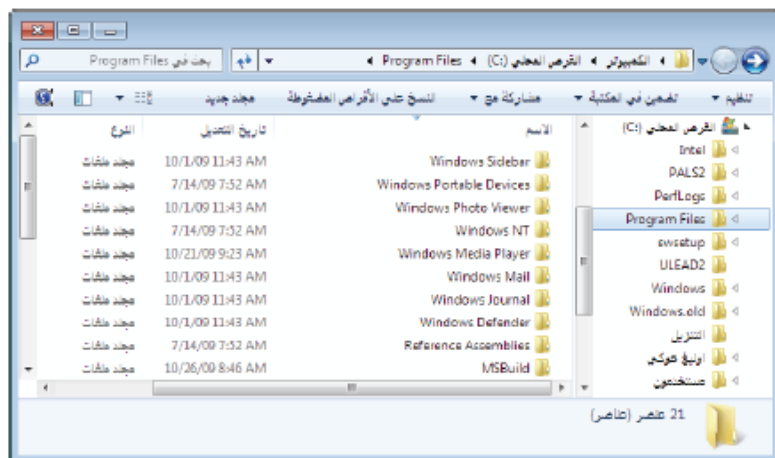 الكمبيوتر ◂ القرص المحلي (C:) ◂ Program Files ◂
بحث في Program Files
تنظيم ▾ تضمين في المكتبة ▾ مشاركة مع ▾ النسخ على الأقراص المضغوطة مجلد جديد
القرص المحلي (C:)
Intel
PALS2
PerfLogs
Program Files
swsetup
ULEAD2
Windows
Windows.old
التنزيل
مستخدمون
الاسم تاريخ التعديل النوع
Windows Sidebar 10/1/09 11:43 AM مجلد ملفات
Windows Portable Devices 7/14/09 7:52 AM مجلد ملفات
Windows Photo Viewer 10/1/09 11:43 AM مجلد ملفات
Windows NT 7/14/09 7:52 AM مجلد ملفات
Windows Media Player 10/21/09 9:23 AM مجلد ملفات
Windows Mail 10/1/09 11:43 AM مجلد ملفات
Windows Journal 10/1/09 11:43 AM مجلد ملفات
Windows Defender 10/1/09 11:43 AM مجلد ملفات
Reference Assemblies 7/14/09 7:52 AM مجلد ملفات
MSBuild 10/26/09 8:46 AM مجلد ملفات
21 عنصر (عناصر)